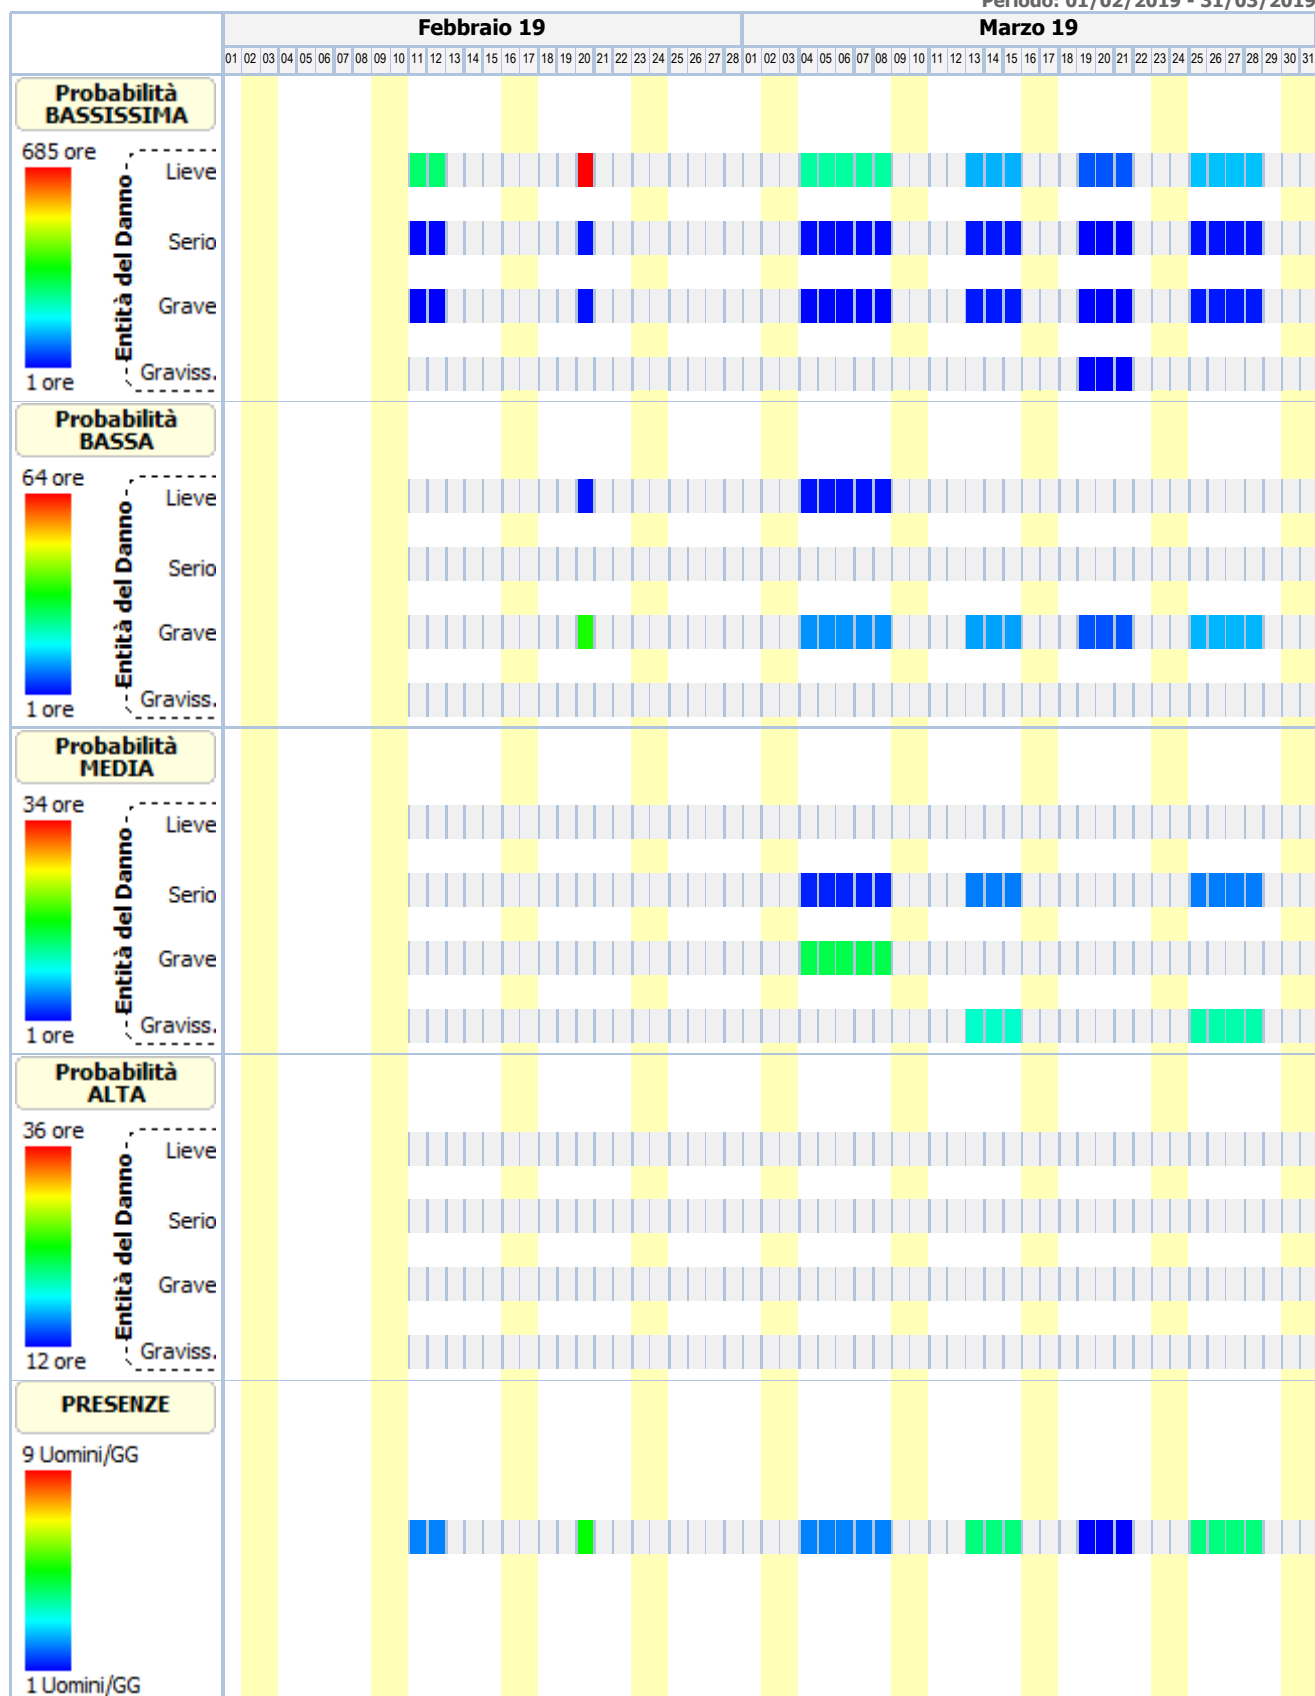 Periodo: 01/02/2019 - 31/03/2019
Febbraio 19 Marzo 19
01 02 03 04 05 06 07 08 09 10 11 12 13 14 15 16 17 18 19 20 21 22 23 24 25 26 27 28 01 02 03 04 05 06 07 08 09 10 11 12 13 14 15 16 17 18 19 20 21 22 23 24 25 26 27 28 29 30 31
Probabilità
BASSISSIMA
685 ore
Entità del Danno
Lieve
Serio
Grave
Graviss.
1 ore
Probabilità
BASSA
64 ore
Entità del Danno
Lieve
Serio
Grave
Graviss.
1 ore
Probabilità
MEDIA
34 ore
Entità del Danno
Lieve
Serio
Grave
Graviss.
1 ore
Probabilità
ALTA
36 ore
Entità del Danno
Lieve
Serio
Grave
Graviss.
12 ore
PRESENZE
9 Uomini/GG
1 Uomini/GG